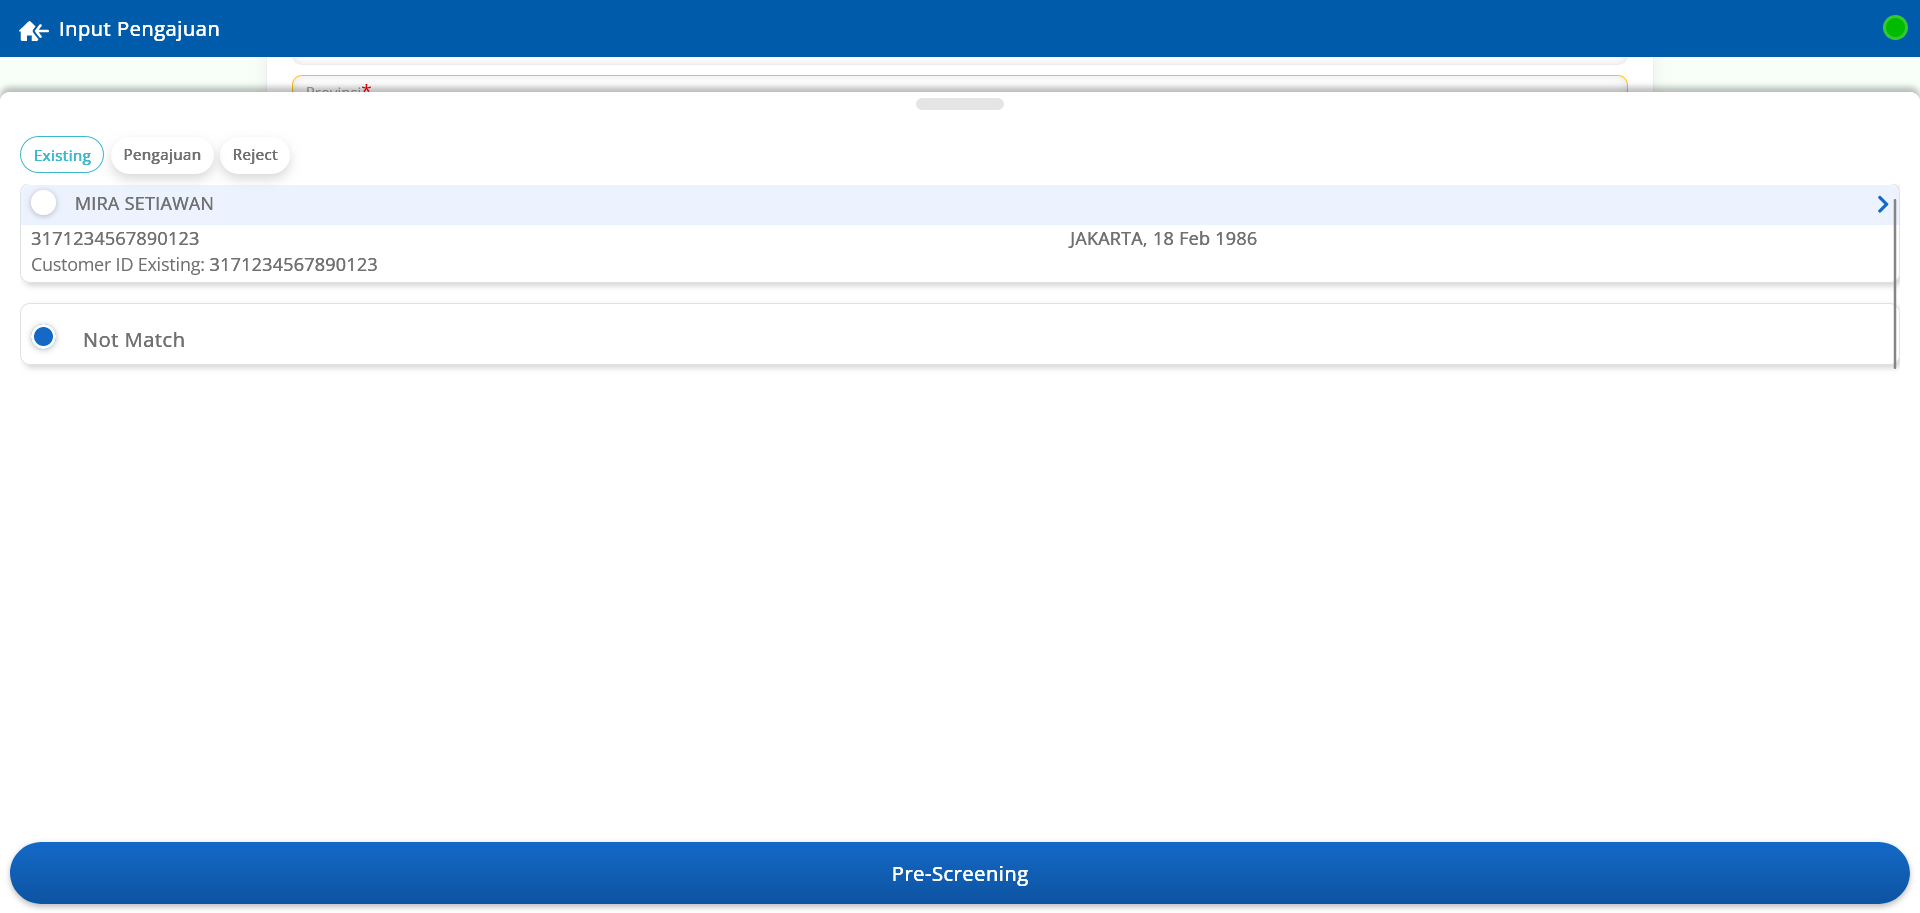 Input Pengajuan
Provinsi*
Existing
Pengajuan
Reject
MIRA SETIAWAN
3171234567890123
JAKARTA, 18 Feb 1986
Customer ID Existing: 3171234567890123
Not Match
Pre-Screening